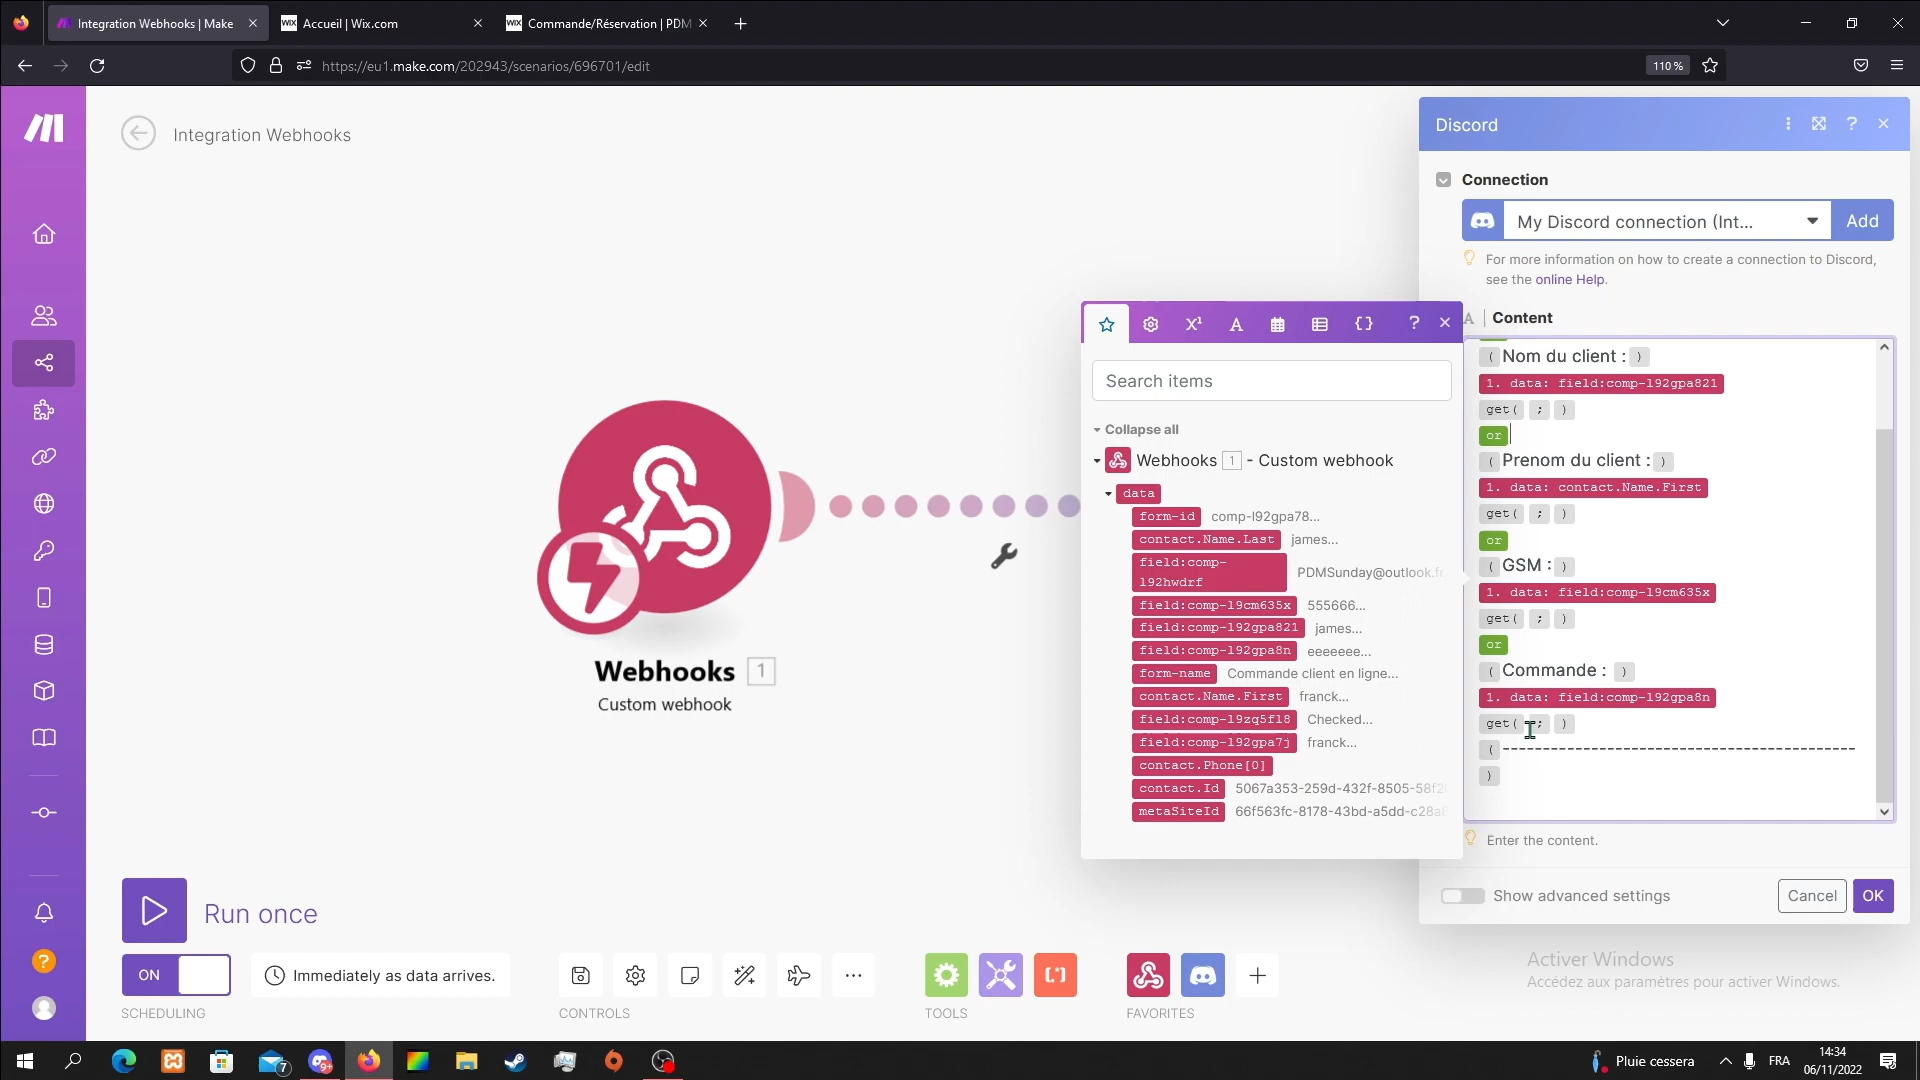 Integration Webhooks | Make
Accueil | Wix.com
Commande/Réservation | PDM
https://eu1.make.com/202943/scenarios/696701/edit
110 %
Integration Webhooks
Discord
Connection
My Discord connection (Int...
Add
For more information on how to create a connection to Discord,
see the online Help.
A | Content
( Nom du client : )
1. data: field:comp-l92gpa821
get( ; )
or
( Prenom du client : )
1. data: contact.Name.First
get( ; )
or
( GSM : )
1. data: field:comp-l9cm635x
get( ; )
or
( Commande : )
1. data: field:comp-l92gpa8n
get( ; )
( --------------------------------------------
)
Enter the content.
Show advanced settings
Cancel
OK
Search items
Collapse all
Webhooks 1 - Custom webhook
data
form-id comp-l92gpa78...
contact.Name.Last james...
field:comp-
l92hwdrf PDMSunday@outlook.fr
field:comp-l9cm635x 555666...
field:comp-l92gpa821 james...
field:comp-l92gpa8n eeeeeee...
form-name Commande client en ligne...
contact.Name.First franck...
field:comp-l9zq5fl8 Checked...
field:comp-l92gpa7j franck...
contact.Phone[0]
contact.Id 5067a353-259d-432f-8505-58f2
metaSiteId 66f563fc-8178-43bd-a5dd-c28a
Webhooks 1
Custom webhook
Run once
ON
Immediately as data arrives.
SCHEDULING
CONTROLS
TOOLS
FAVORITES
Activer Windows
Accédez aux paramètres pour activer Windows.
7
9+
Pluie cessera
FRA
14:34
06/11/2022